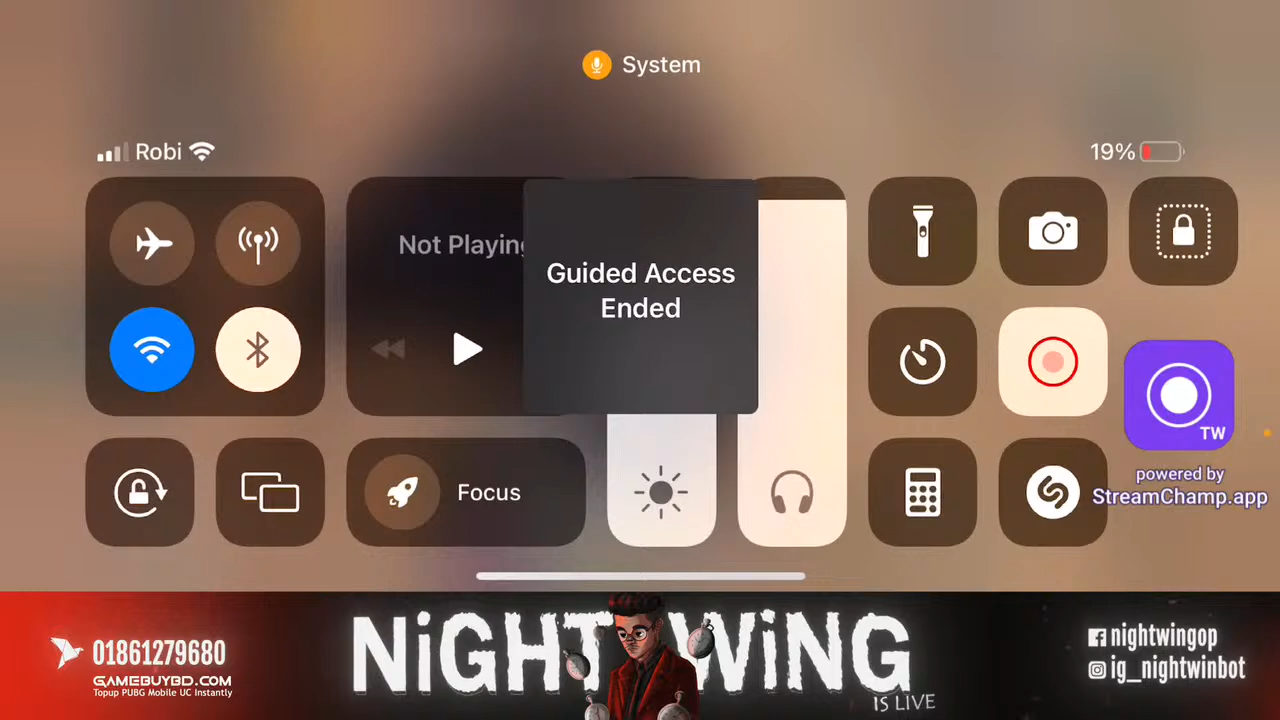 System
Robi
19%
Not Playing
Guided Access
Ended
Focus
TW
powered by
StreamChamp.app
01861279680
GAMEBUYBD.COM
Topup PUBG Mobile UC Instantly
NiGHTWiNG
IS LIVE
nightwingop
ig_nightwinbot